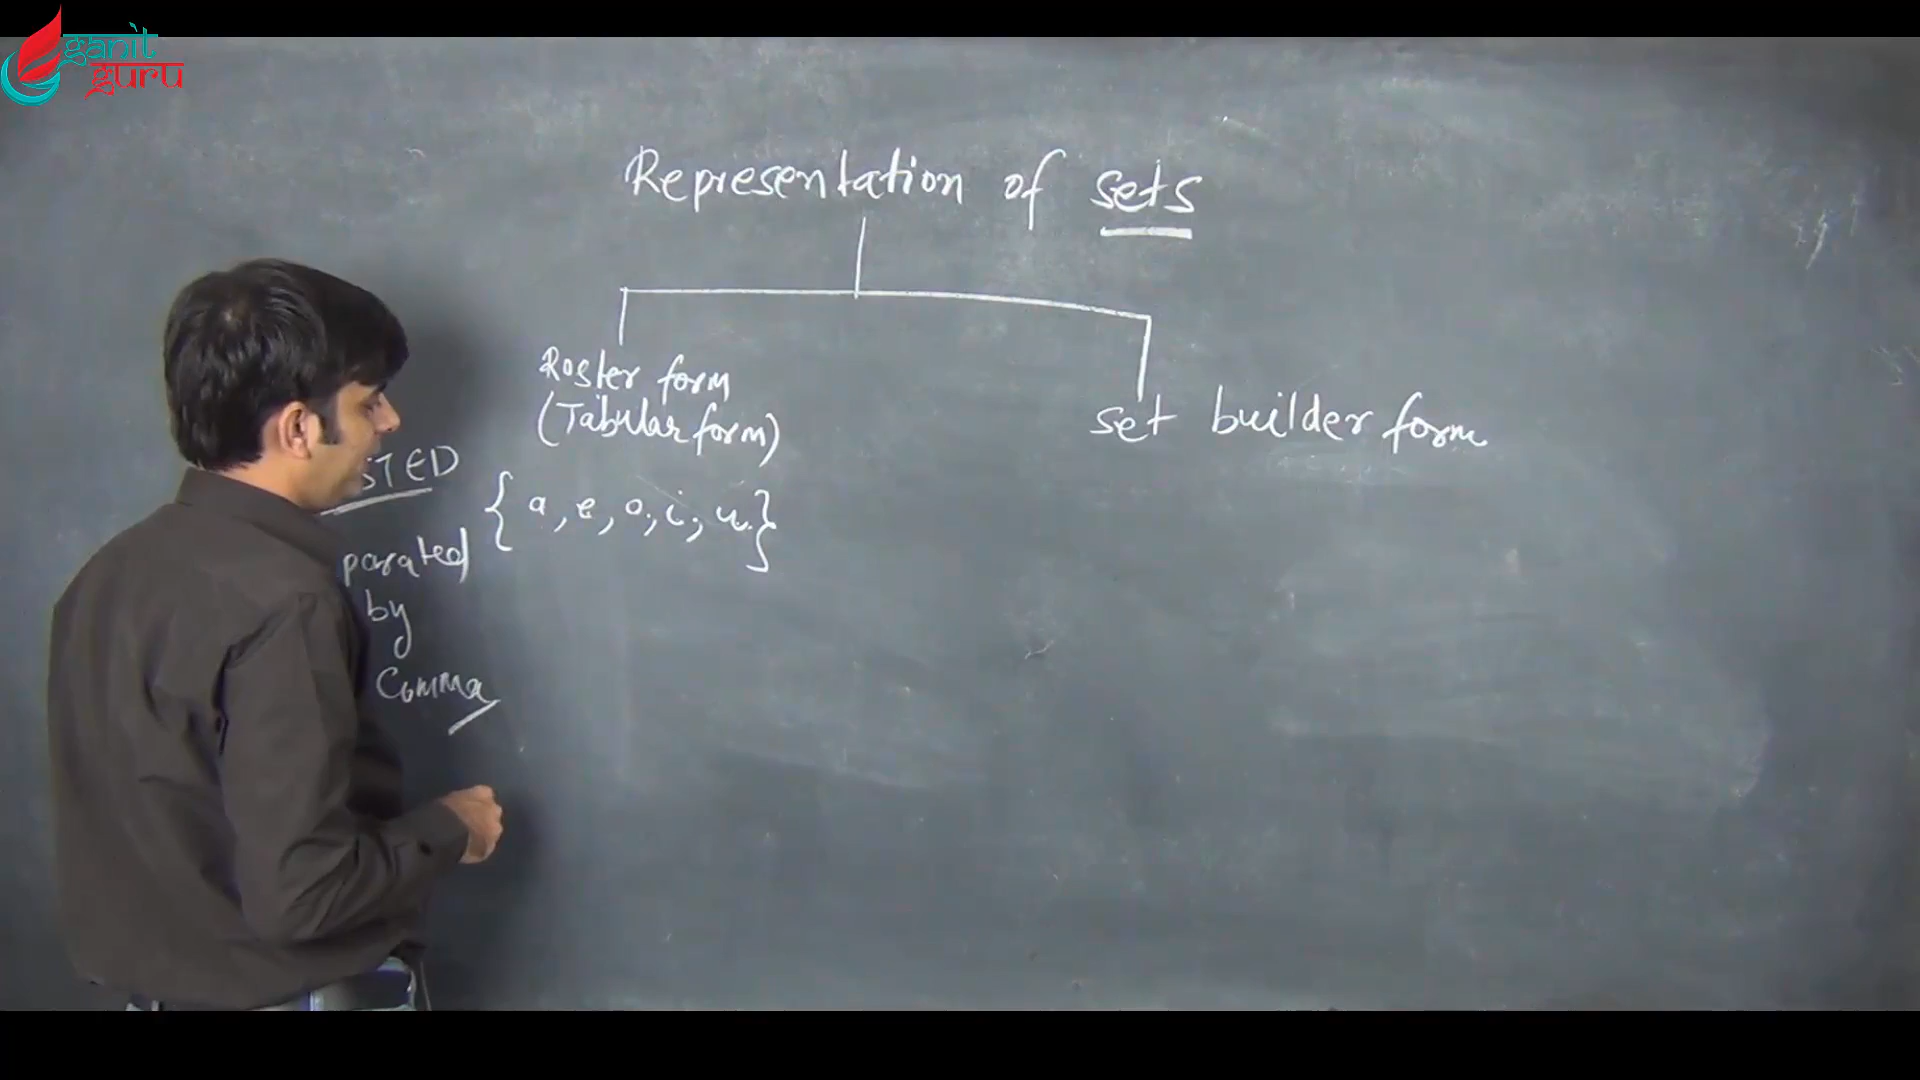 ganit
guru
Representation of sets
Roster form
(Tabular form)
set builder form
STED
{ a, e, o, i, u }
parated
by
Comma